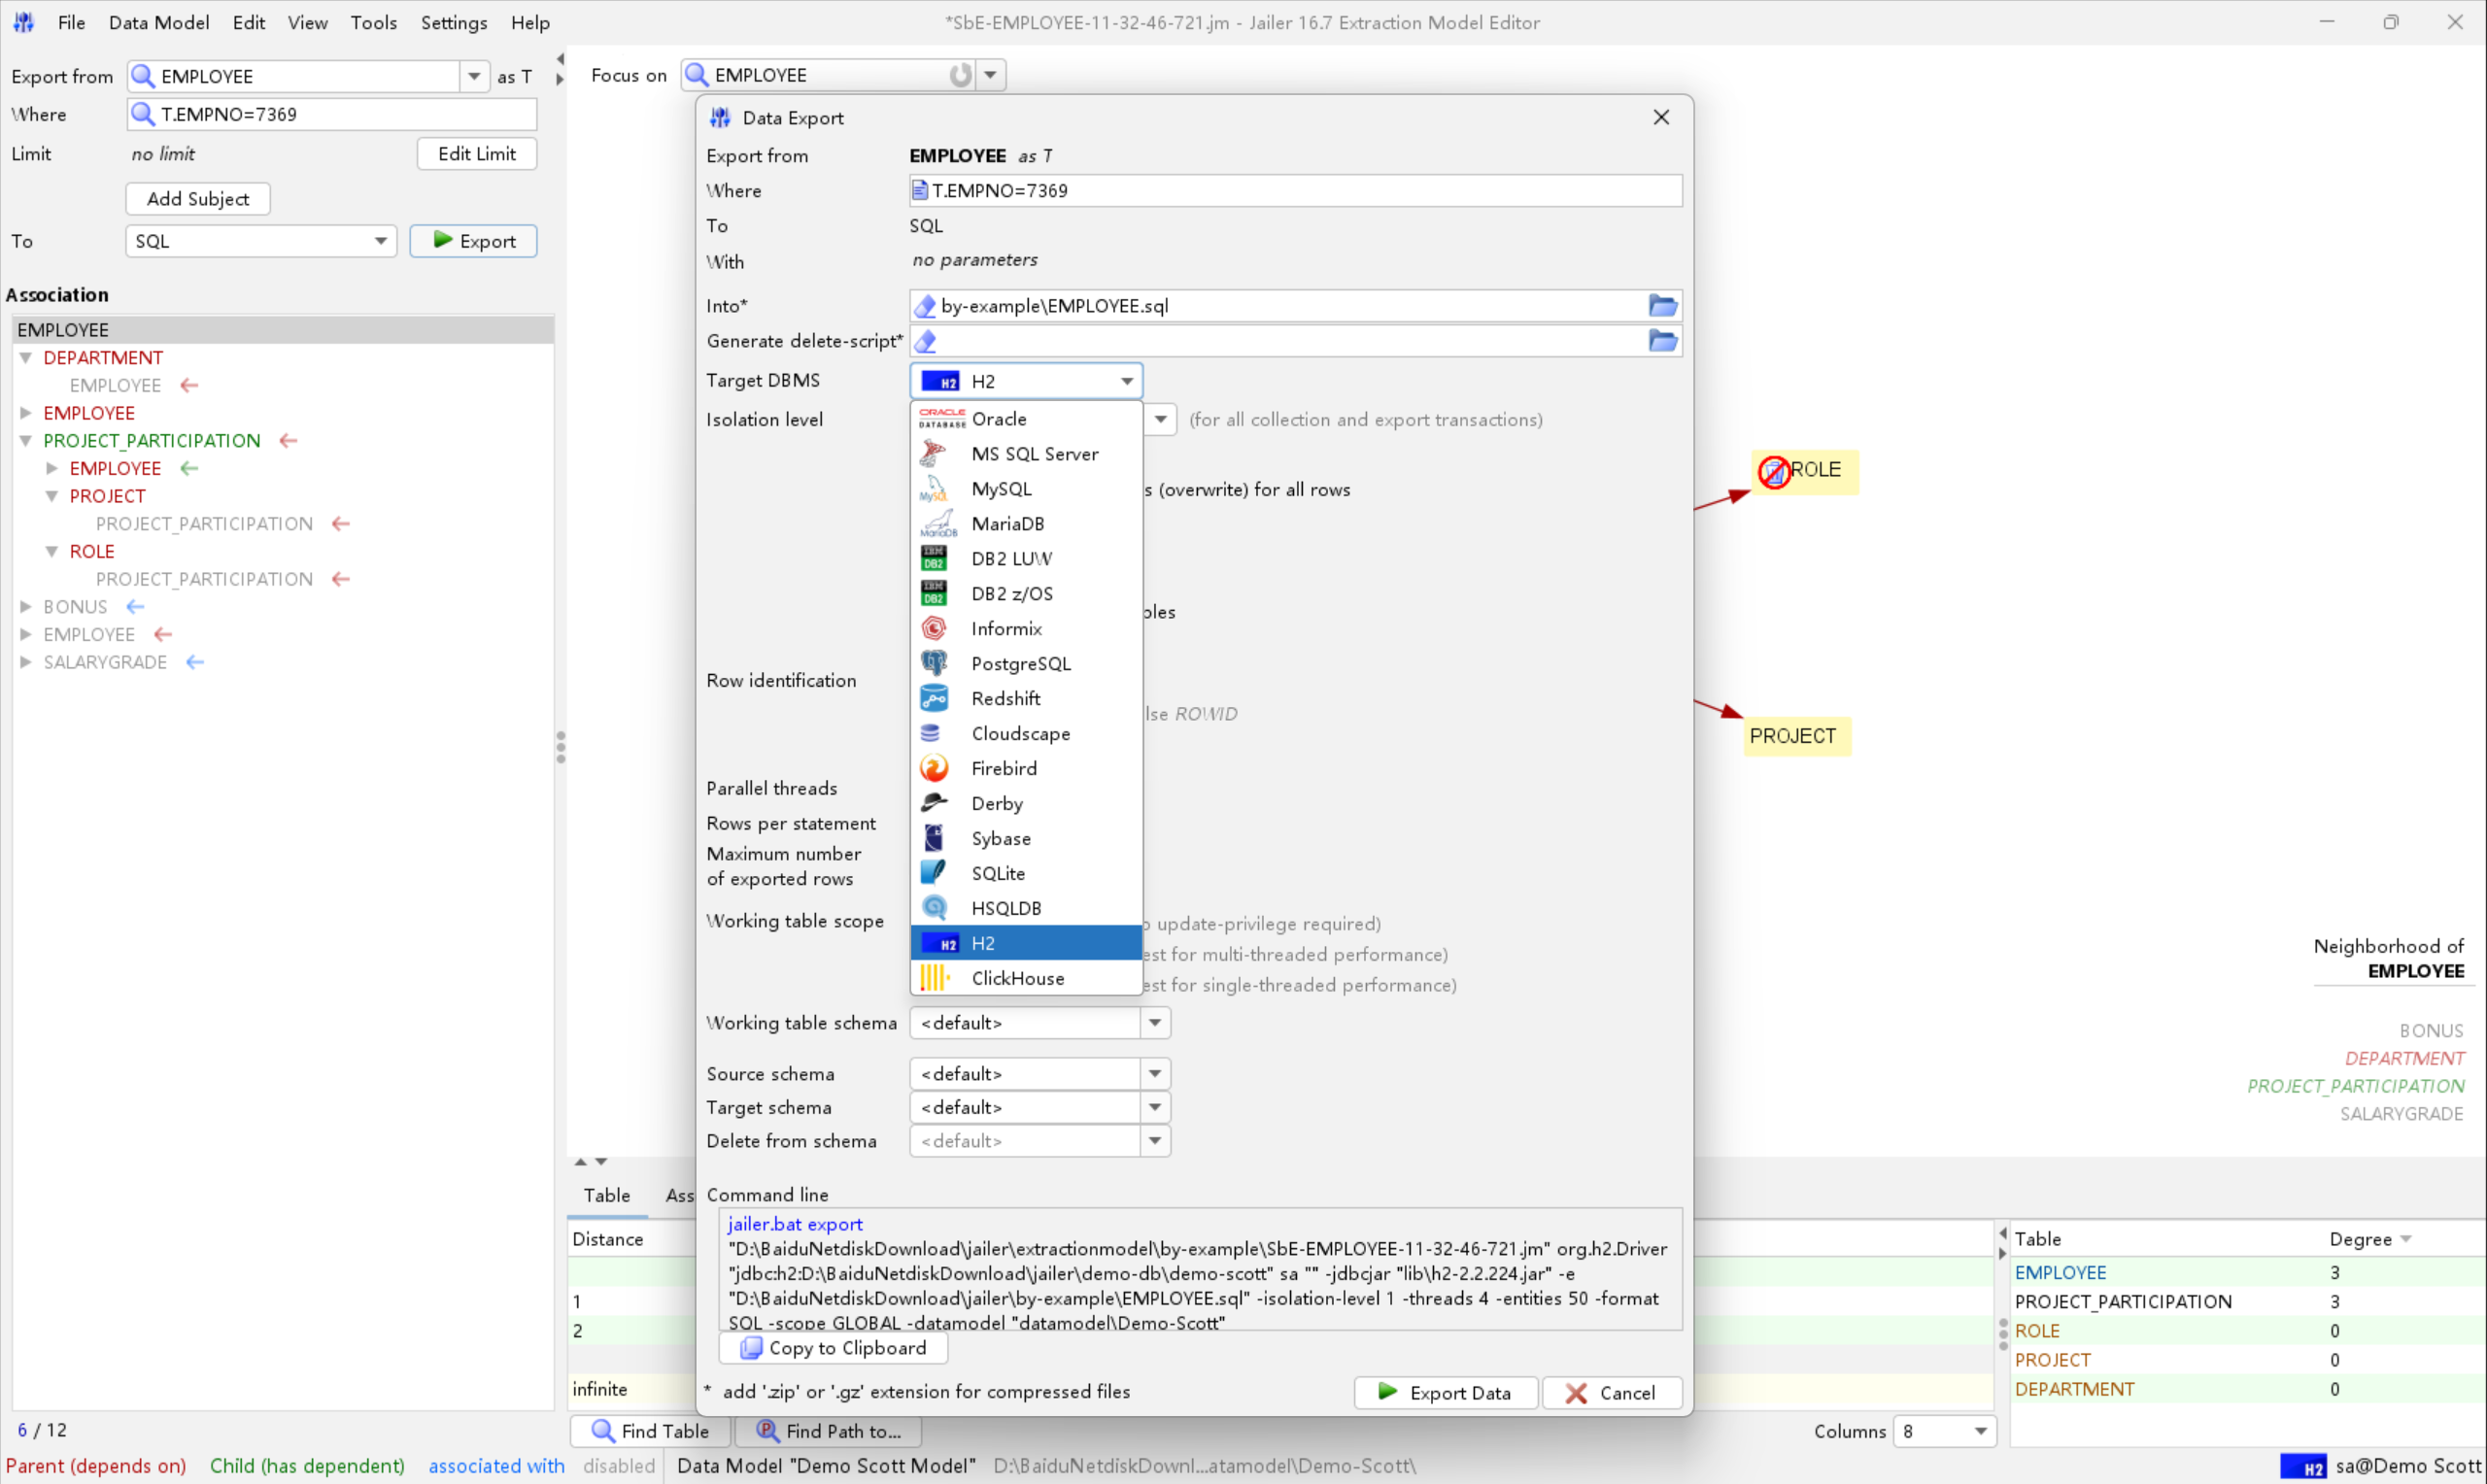 File Data Model Edit View Tools Settings Help
*SbE-EMPLOYEE-11-32-46-721.jm - Jailer 16.7 Extraction Model Editor
Export from EMPLOYEE as T
Where T.EMPNO=7369
Limit no limit Edit Limit
Add Subject
To SQL Export
Association
EMPLOYEE
DEPARTMENT
EMPLOYEE
EMPLOYEE
PROJECT_PARTICIPATION
EMPLOYEE
PROJECT
PROJECT_PARTICIPATION
ROLE
PROJECT_PARTICIPATION
BONUS
EMPLOYEE
SALARYGRADE
6 / 12
Focus on EMPLOYEE
Data Export
Export from EMPLOYEE as T
Where T.EMPNO=7369
To SQL
With no parameters
Into* by-example\EMPLOYEE.sql
Generate delete-script*
Target DBMS H2 H2
Isolation level (for all collection and export transactions)
ORACLE DATABASE Oracle
MS SQL Server
MySQL MySQL
MariaDB MariaDB
IBM DB2 DB2 LUW
IBM DB2 DB2 z/OS
Informix
PostgreSQL
Redshift
Cloudscape
Firebird
Derby
Sybase
SQLite
HSQLDB
H2 H2
ClickHouse
s (overwrite) for all rows
bles
Row identification
lse ROWID
Parallel threads
Rows per statement
Maximum number
of exported rows
Working table scope
o update-privilege required)
est for multi-threaded performance)
est for single-threaded performance)
Working table schema <default>
Source schema <default>
Target schema <default>
Delete from schema <default>
Command line
jailer.bat export
"D:\BaiduNetdiskDownload\jailer\extractionmodel\by-example\SbE-EMPLOYEE-11-32-46-721.jm" org.h2.Driver
"jdbc:h2:D:\BaiduNetdiskDownload\jailer\demo-db\demo-scott" sa "" -jdbcjar "lib\h2-2.2.224.jar" -e
"D:\BaiduNetdiskDownload\jailer\by-example\EMPLOYEE.sql" -isolation-level 1 -threads 4 -entities 50 -format
SQL -scope GLOBAL -datamodel "datamodel\Demo-Scott"
Copy to Clipboard
* add '.zip' or '.gz' extension for compressed files
Export Data Cancel
ROLE
PROJECT
Neighborhood of
EMPLOYEE
BONUS
DEPARTMENT
PROJECT_PARTICIPATION
SALARYGRADE
Table Ass
Distance
1
2
infinite
Find Table Find Path to...
Columns 8
Table Degree
EMPLOYEE 3
PROJECT_PARTICIPATION 3
ROLE 0
PROJECT 0
DEPARTMENT 0
Parent (depends on) Child (has dependent) associated with disabled Data Model "Demo Scott Model" D:\BaiduNetdiskDownl...atamodel\Demo-Scott\ H2 sa@Demo Scott